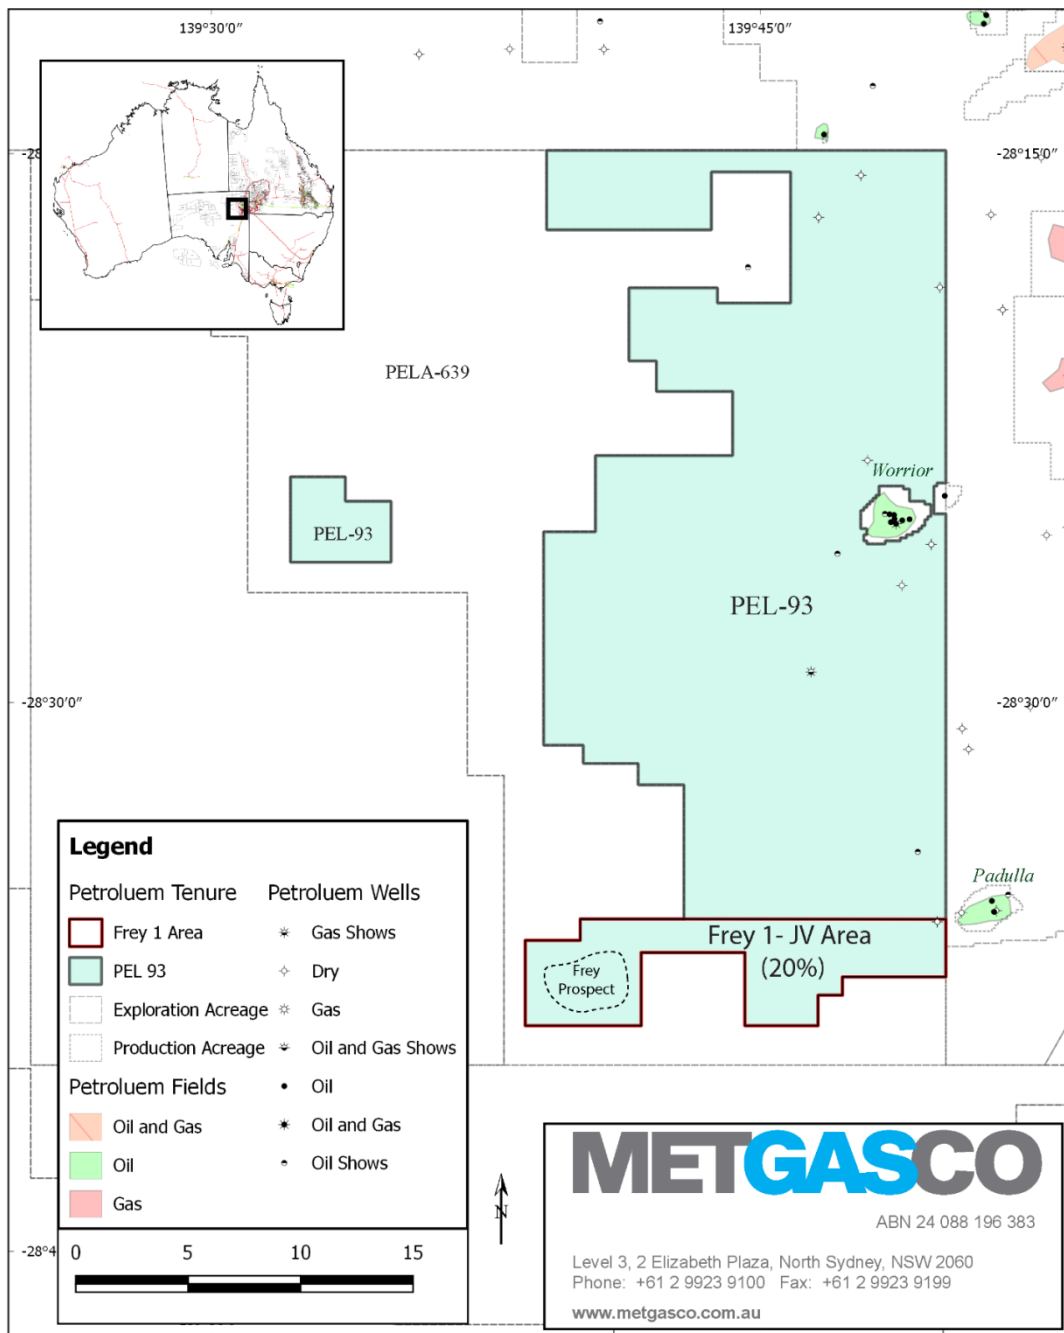 139°30′0″
139°45′0″
-28°15′0″
PELA-639
Worrior
PEL-93
PEL-93
-28°30′0″
-28°30′0″
Padulla
Frey 1- JV Area
(20%)
Frey
Prospect
Legend
Petroluem Tenure
Frey 1 Area
PEL 93
Exploration Acreage
Production Acreage
Petroluem Fields
Oil and Gas
Oil
Gas
Petroluem Wells
Gas Shows
Dry
Gas
Oil and Gas Shows
Oil
Oil and Gas
Oil Shows
-28°4
0 5 10 15
N
METGASCO
ABN 24 088 196 383
Level 3, 2 Elizabeth Plaza, North Sydney, NSW 2060
Phone: +61 2 9923 9100 Fax: +61 2 9923 9199
www.metgasco.com.au